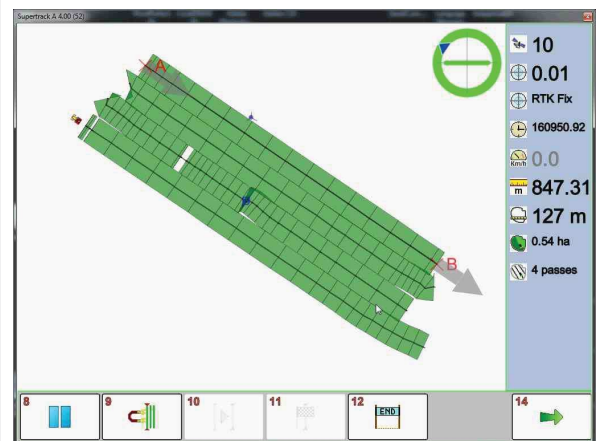 Supertrack A 4.00 (52)
A
B
10
0.01
RTK Fix
160950.92
Km/h 0.0
m 847.31
127 m
0.54 ha
4 passes
8
9
10
11
12
END
14